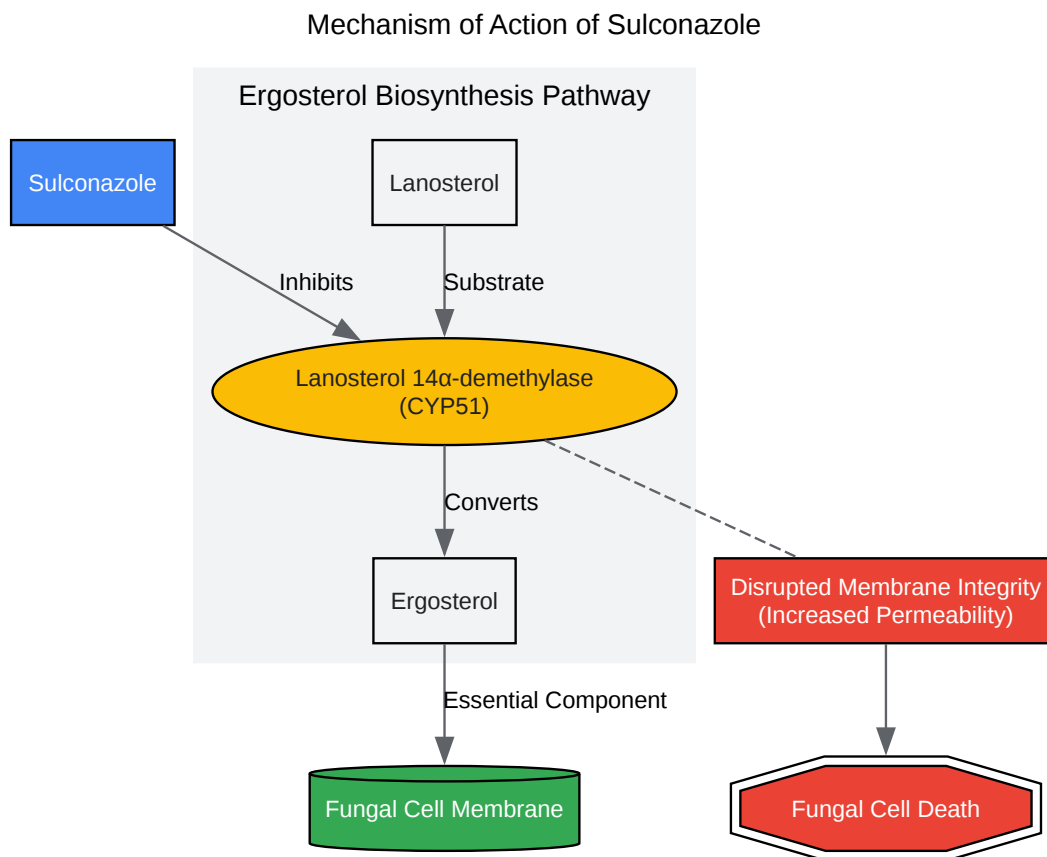 Mechanism of Action of Sulconazole
Ergosterol Biosynthesis Pathway
Sulconazole
Lanosterol
Inhibits
Substrate
Lanosterol 14α-demethylase
(CYP51)
Converts
Ergosterol
Disrupted Membrane Integrity
(Increased Permeability)
Essential Component
Fungal Cell Membrane
Fungal Cell Death